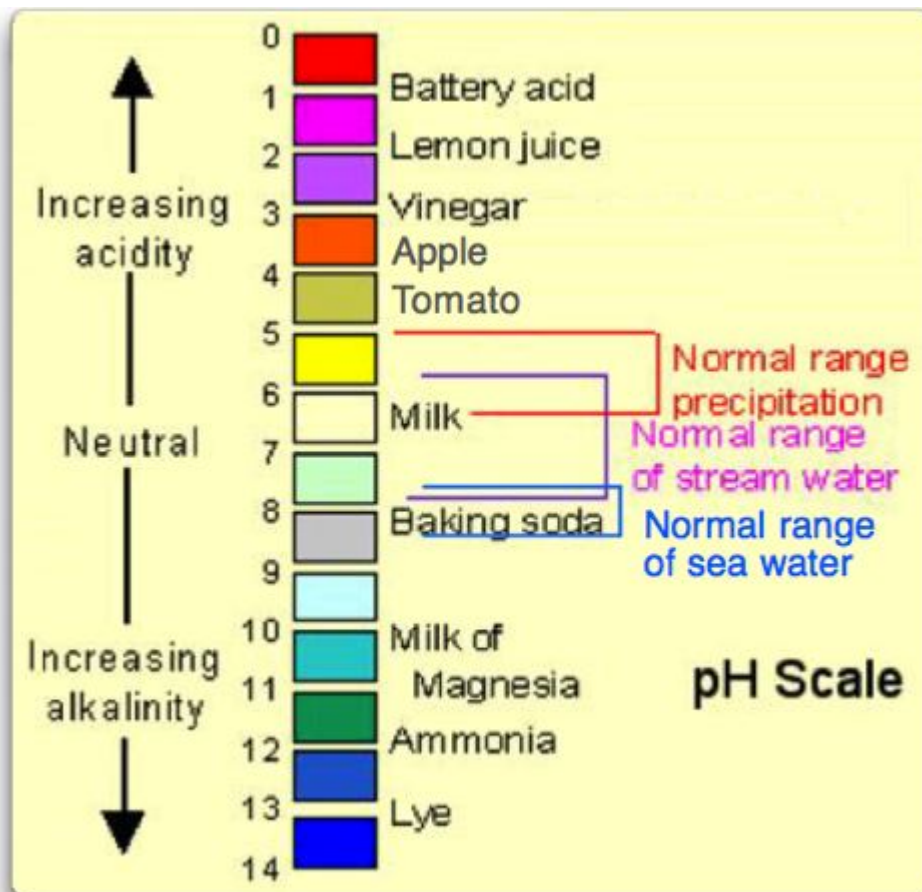 0
Battery acid
1
Lemon juice
2
Increasing
acidity
Vinegar
3
Apple
4
Tomato
5
Normal range
precipitation
6
Milk
Neutral
Normal range
of stream water
7
8
Baking soda
Normal range
of sea water
9
10
Milk of
Magnesia
Increasing
alkalinity
pH Scale
11
Ammonia
12
13
Lye
14